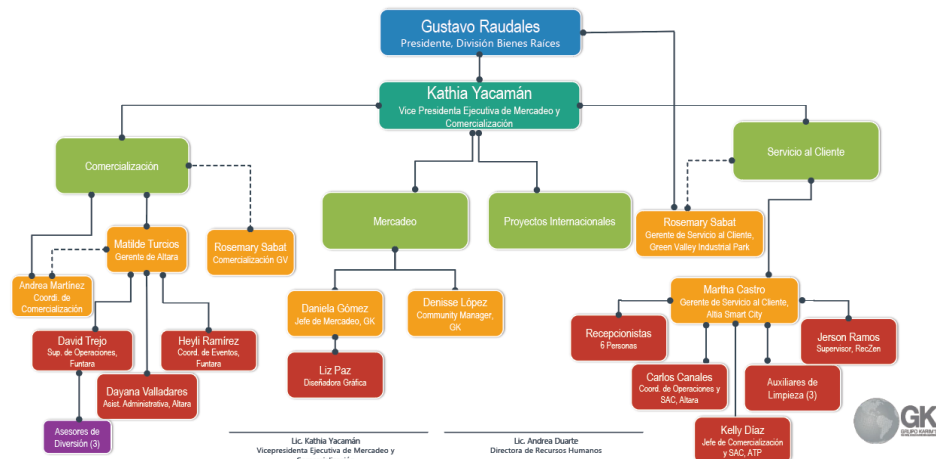 Gustavo Raudales
Presidente, División Bienes Raíces
Kathia Yacamán
Vice Presidenta Ejecutiva de Mercadeo y
Comercialización
Comercialización
Servicio al Cliente
Mercadeo
Proyectos Internacionales
Matilde Turcios
Gerente de Altara
Rosemary Sabat
Comercialización GV
Rosemary Sabat
Gerente de Servicio al Cliente,
Green Valley Industrial Park
Andrea Martínez
Coordi. de
Comercialización
Daniela Gómez
Jefe de Mercadeo, GK
Denisse López
Community Manager,
GK
Martha Castro
Gerente de Servicio al Cliente,
Altia Smart City
David Trejo
Sup. de Operaciones,
Funtara
Heyli Ramírez
Coord. de Eventos,
Funtara
Recepcionistas
6 Personas
Jerson Ramos
Supervisor, RecZen
Liz Paz
Diseñadora Gráfica
Dayana Valladares
Asist. Administrativa, Altara
Carlos Canales
Coord. de Operaciones y
SAC, Altara
Auxiliares de
Limpieza (3)
Asesores de
Diversión (3)
Kelly Díaz
Jefe de Comercialización
y SAC, ATP
Lic. Kathia Yacamán
Vicepresidenta Ejecutiva de Mercadeo y
Lic. Andrea Duarte
Directora de Recursos Humanos
GK
GRUPO KARIM'S